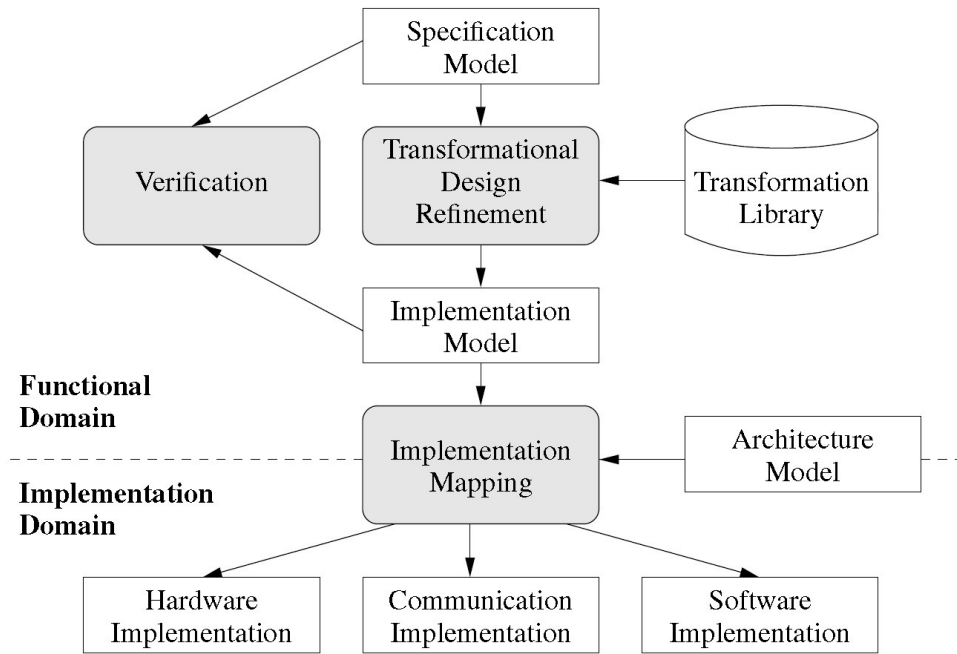 Specification
Model
Verification
Transformational
Design
Refinement
Transformation
Library
Implementation
Model
Functional
Domain
Implementation
Mapping
Architecture
Model
Implementation
Domain
Hardware
Implementation
Communication
Implementation
Software
Implementation